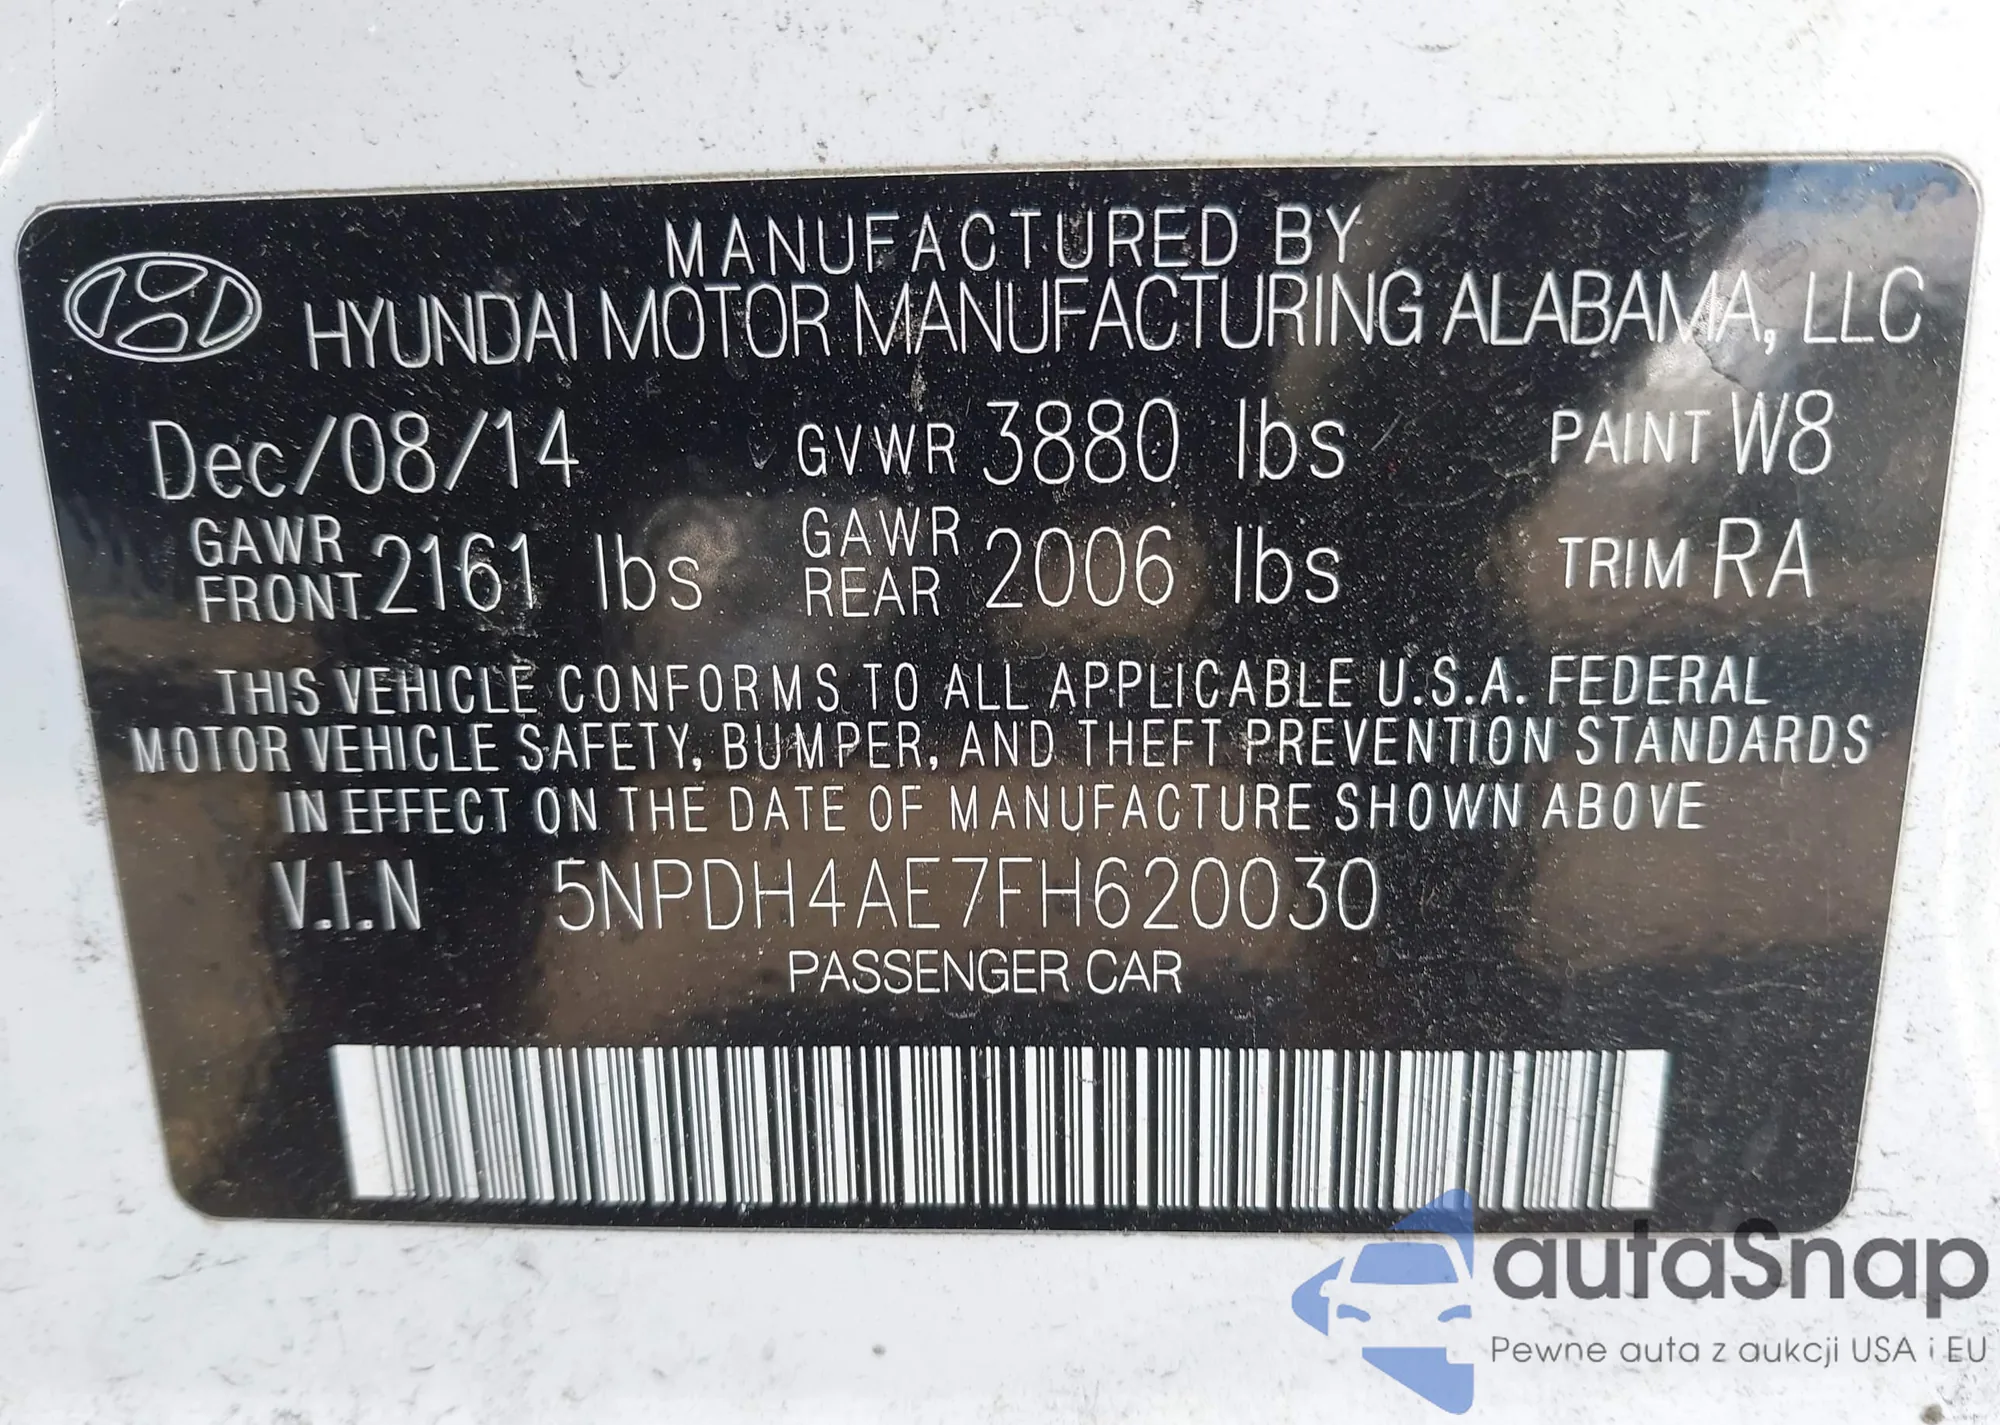 MANUFACTURED BY
HYUNDAI MOTOR MANUFACTURING ALABAMA, LLC
Dec/08/14 GVWR 3880 lbs PAINT W8
GAWR FRONT 2161 lbs GAWR REAR 2006 lbs TRIM RA
THIS VEHICLE CONFORMS TO ALL APPLICABLE U.S.A. FEDERAL
MOTOR VEHICLE SAFETY, BUMPER, AND THEFT PREVENTION STANDARDS
IN EFFECT ON THE DATE OF MANUFACTURE SHOWN ABOVE
V.I.N 5NPDH4AE7FH620030
PASSENGER CAR
autaSnap
Pewne auta z aukcji USA i EU